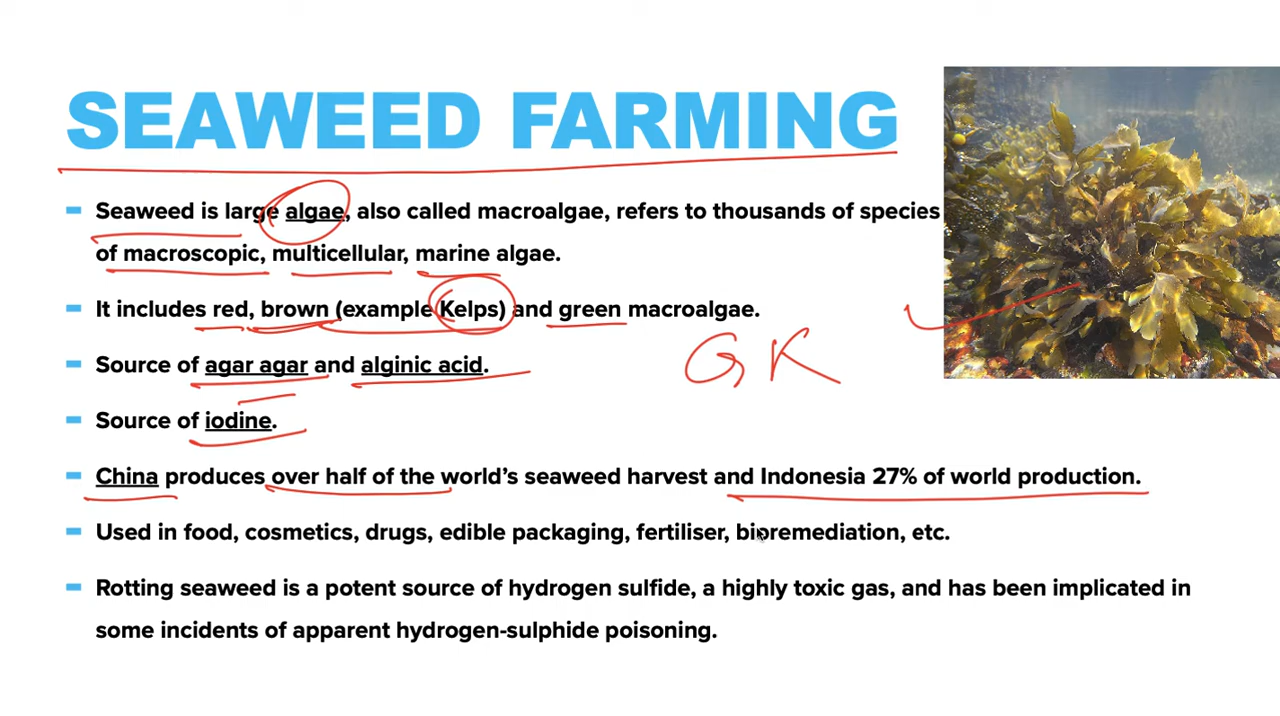 SEAWEED FARMING
Seaweed is large algae, also called macroalgae, refers to thousands of species
of macroscopic, multicellular, marine algae.
It includes red, brown (example Kelps) and green macroalgae.
GK
Source of agar agar and alginic acid.
Source of iodine.
China produces over half of the world's seaweed harvest and Indonesia 27% of world production.
Used in food, cosmetics, drugs, edible packaging, fertiliser, bioremediation, etc.
Rotting seaweed is a potent source of hydrogen sulfide, a highly toxic gas, and has been implicated in
some incidents of apparent hydrogen-sulphide poisoning.